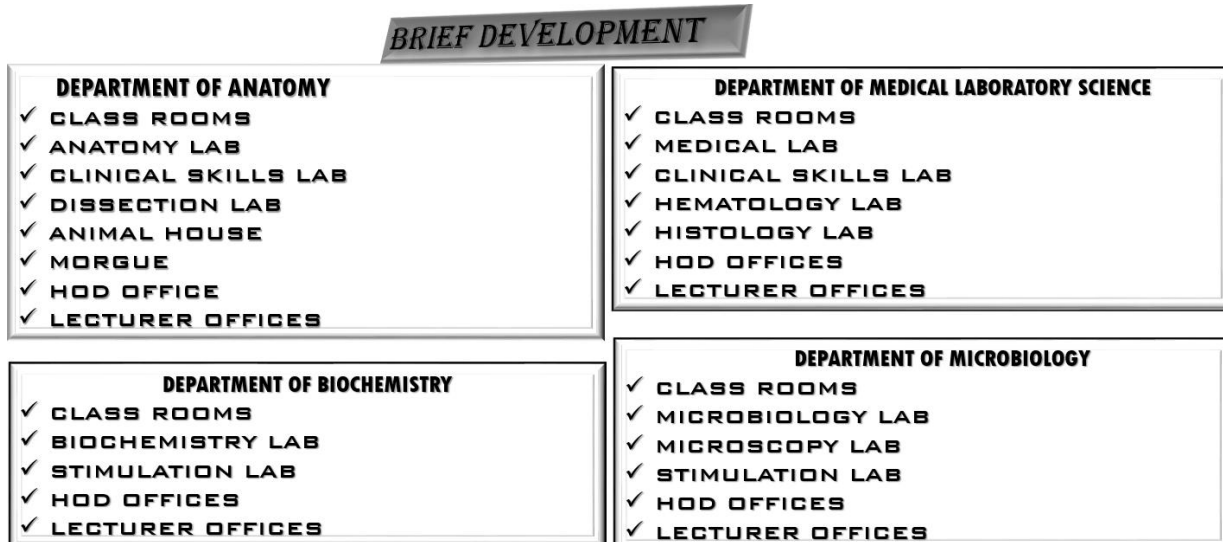 BRIEF DEVELOPMENT
DEPARTMENT OF ANATOMY
✓ CLASS ROOMS
✓ ANATOMY LAB
✓ CLINICAL SKILLS LAB
✓ DISSECTION LAB
✓ ANIMAL HOUSE
✓ MORGUE
✓ HOD OFFICE
✓ LECTURER OFFICES
DEPARTMENT OF MEDICAL LABORATORY SCIENCE
✓ CLASS ROOMS
✓ MEDICAL LAB
✓ CLINICAL SKILLS LAB
✓ HEMATOLOGY LAB
✓ HISTOLOGY LAB
✓ HOD OFFICES
✓ LECTURER OFFICES
DEPARTMENT OF BIOCHEMISTRY
✓ CLASS ROOMS
✓ BIOCHEMISTRY LAB
✓ STIMULATION LAB
✓ HOD OFFICES
✓ LECTURER OFFICES
DEPARTMENT OF MICROBIOLOGY
✓ CLASS ROOMS
✓ MICROBIOLOGY LAB
✓ MICROSCOPY LAB
✓ STIMULATION LAB
✓ HOD OFFICES
✓ LECTURER OFFICES